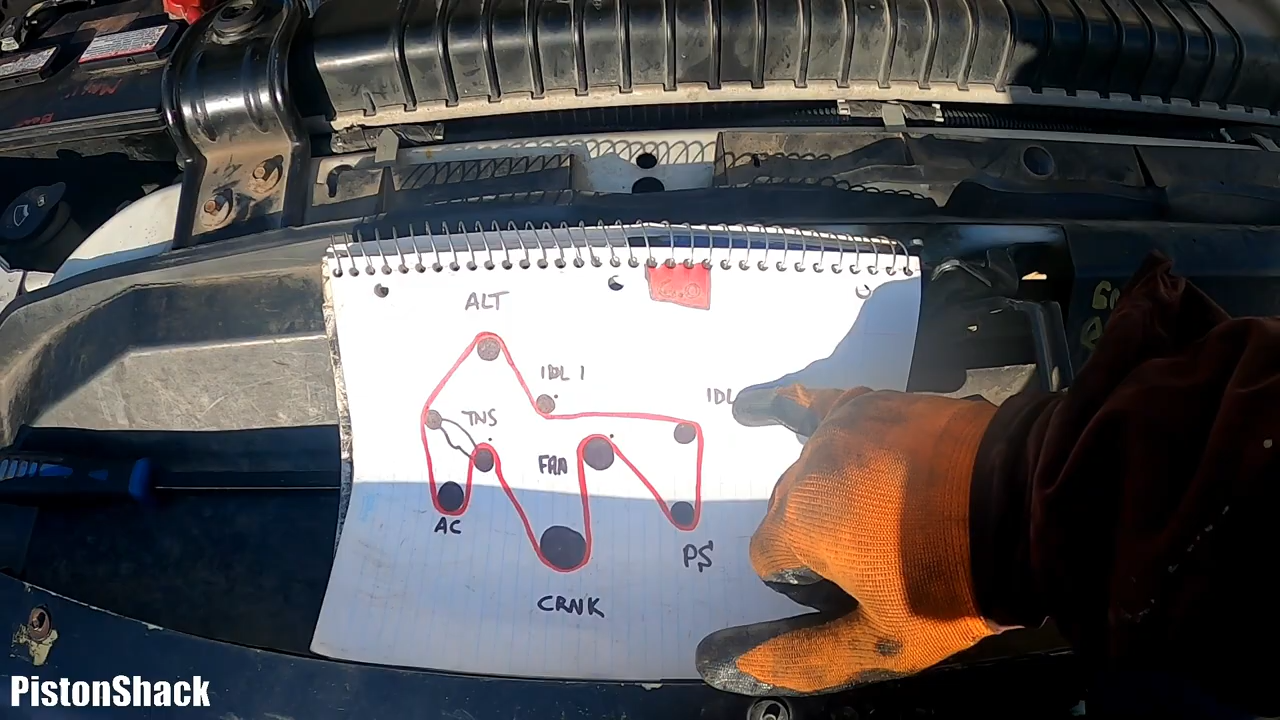 ALT
IDL 1
IDL
TNS
FAN
AC
PS
CRNK
PistonShack